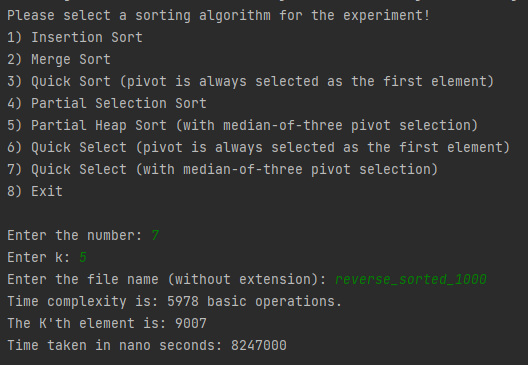 Please select a sorting algorithm for the experiment!
1) Insertion Sort
2) Merge Sort
3) Quick Sort (pivot is always selected as the first element)
4) Partial Selection Sort
5) Partial Heap Sort (with median-of-three pivot selection)
6) Quick Select (pivot is always selected as the first element)
7) Quick Select (with median-of-three pivot selection)
8) Exit
Enter the number: 7
Enter k: 5
Enter the file name (without extension): reverse_sorted_1000
Time complexity is: 5978 basic operations.
The K'th element is: 9007
Time taken in nano seconds: 8247000